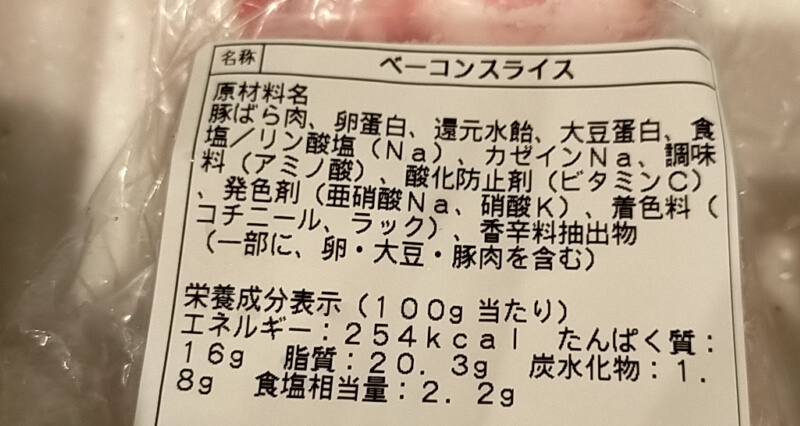 名称 ベーコンスライス
原材料名
豚ばら肉、卵蛋白、還元水飴、大豆蛋白、食
塩／リン酸塩（Na）、カゼインNa、調味
料（アミノ酸）、酸化防止剤（ビタミンC）
、発色剤（亜硝酸Na、硝酸K）、着色料（
コチニール、ラック）、香辛料抽出物
（一部に、卵・大豆・豚肉を含む）
栄養成分表示（100g当たり）
エネルギー：254kcal たんぱく質：
16g 脂質：20．3g 炭水化物：1．
8g 食塩相当量：2．2g